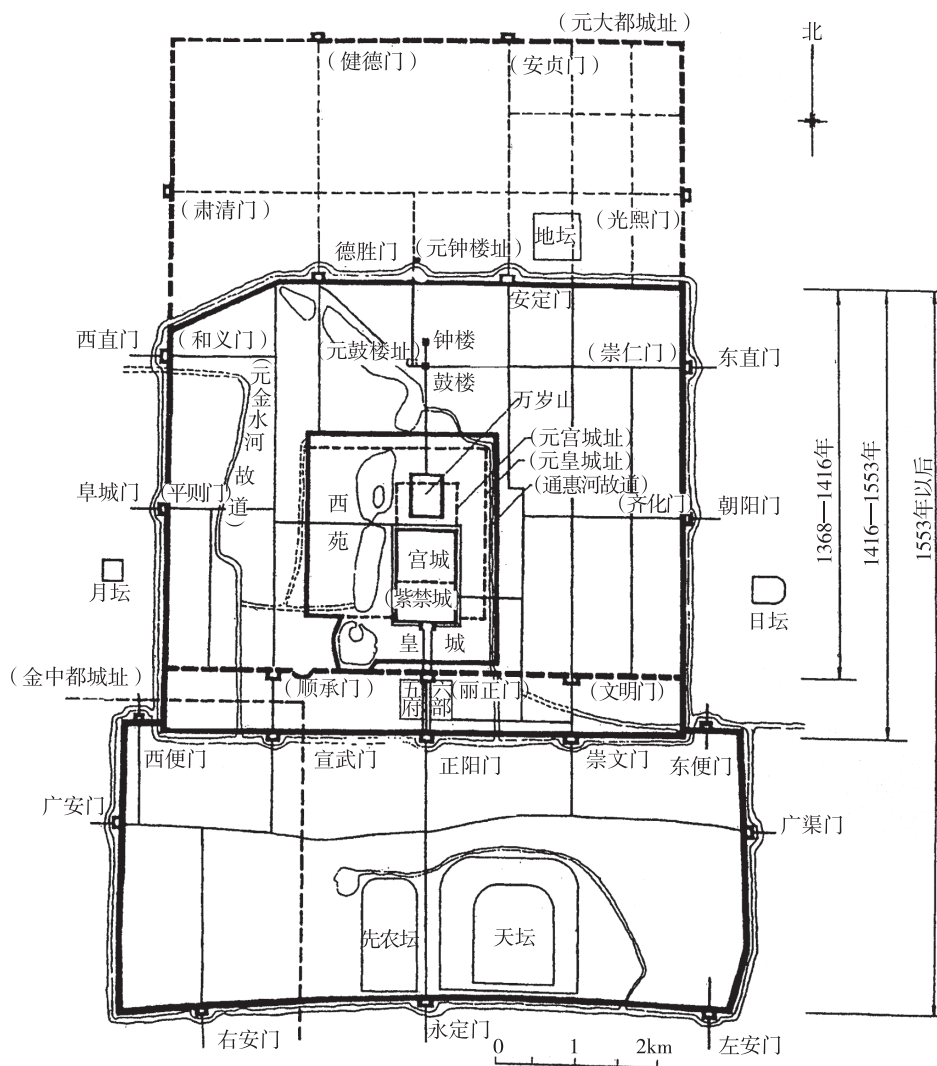 (元大都城址)
北
(健德门)
(安贞门)
(肃清门)
(光熙门)
地坛
德胜门
(元钟楼址)
安定门
西直门
(和义门)
钟楼
(元鼓楼址)
(崇仁门)
东直门
鼓楼
(元金水河故道)
万岁山
(元宫城址)
(元皇城址)
(通惠河故道)
阜城门
(平则门)
西苑
(齐化门)
朝阳门
1368—1416年
1416—1553年
1553年以后
宫城
(紫禁城)
月坛
日坛
皇城
(金中都城址)
(顺承门)
五府
六部
(丽正门)
(文明门)
西便门
宣武门
正阳门
崇文门
东便门
广安门
广渠门
先农坛
天坛
右安门
永定门
左安门
0 1 2km